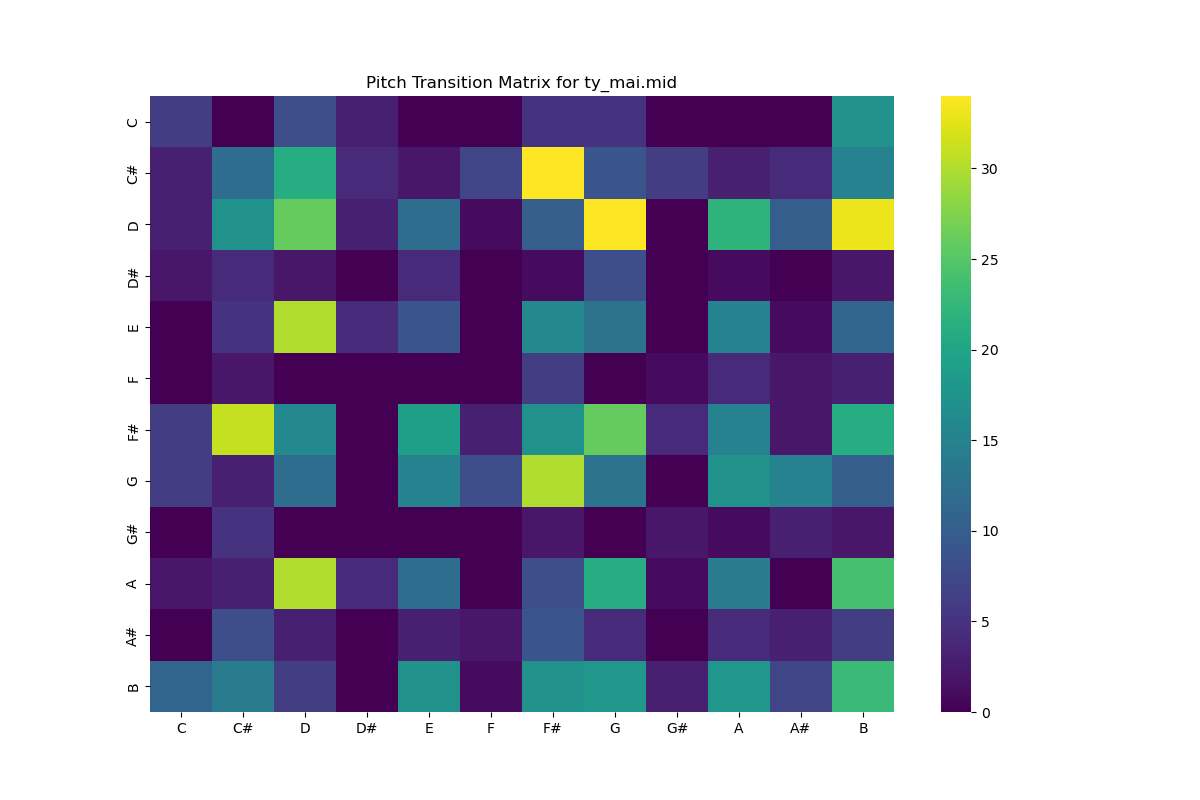 Pitch Transition Matrix for ty_mai.mid
C
C#
D
D#
E
F
F#
G
G#
A
A#
B
C C# D D# E F F# G G# A A# B
30
25
20
15
10
5
0